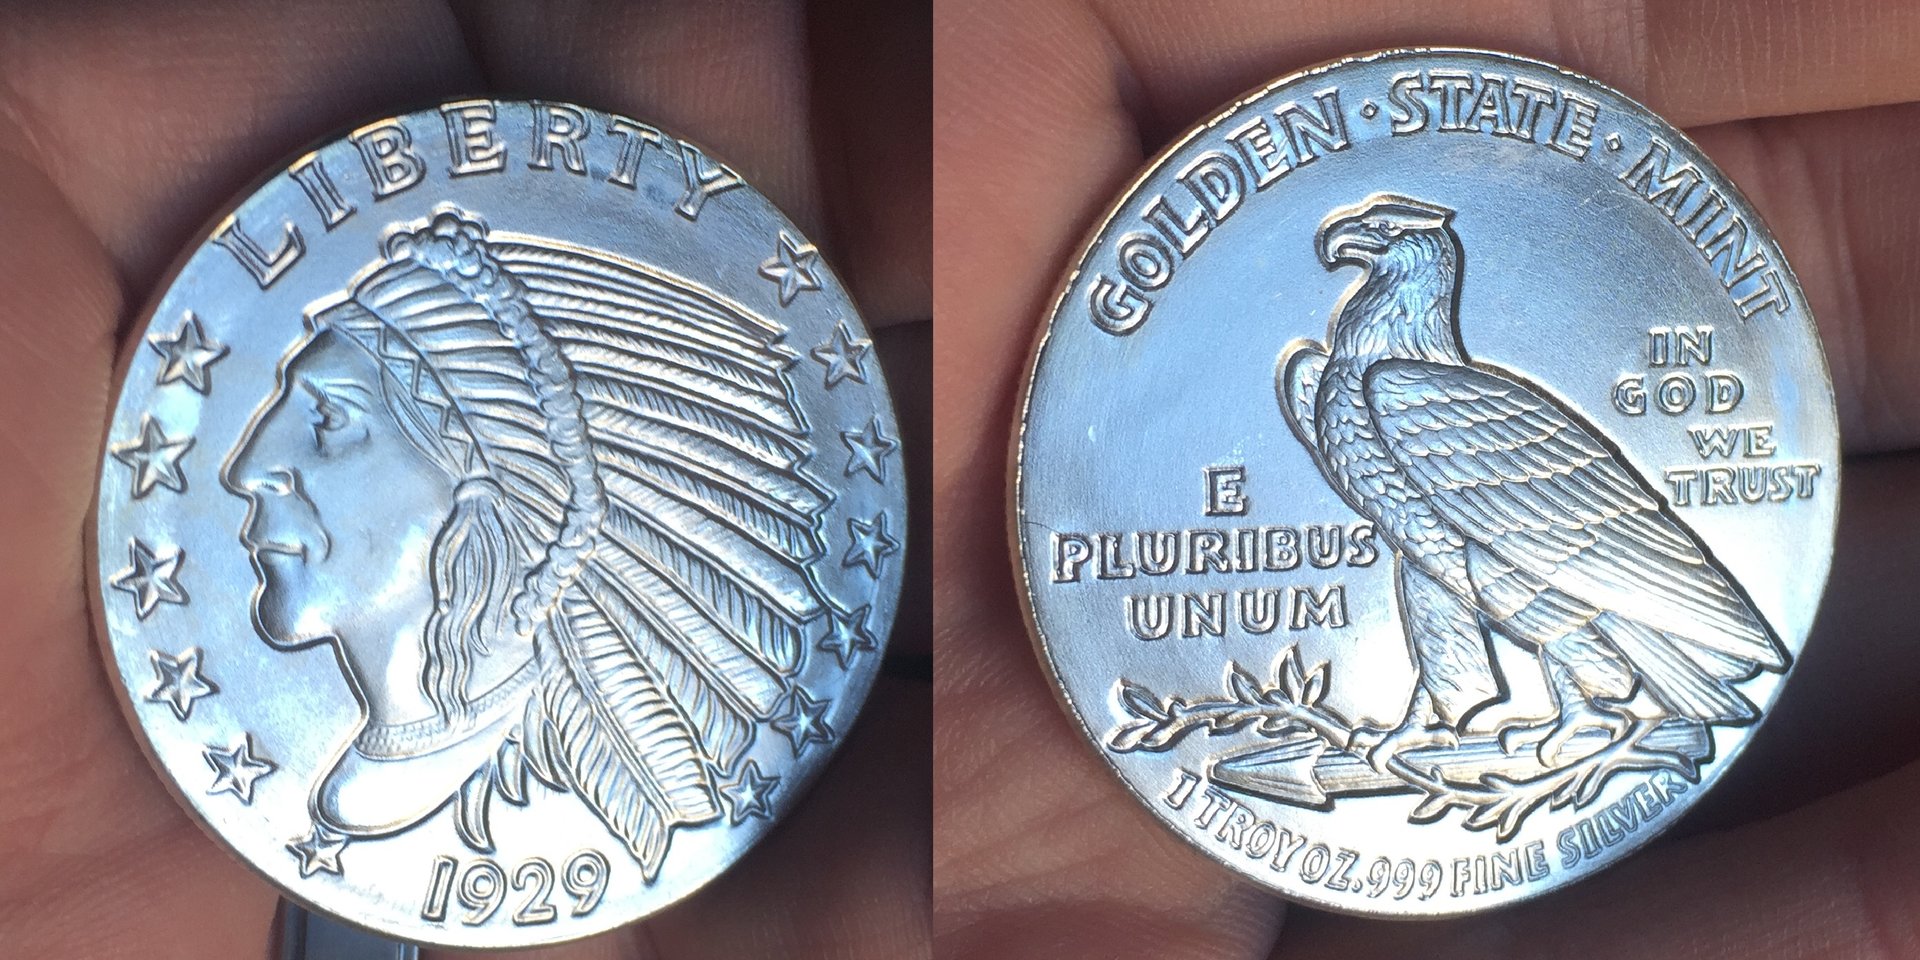 LIBERTY
1929
GOLDEN·STATE·MINT
IN
GOD
WE
TRUST
E
PLURIBUS
UNUM
1 TROY OZ. .999 FINE SILVER